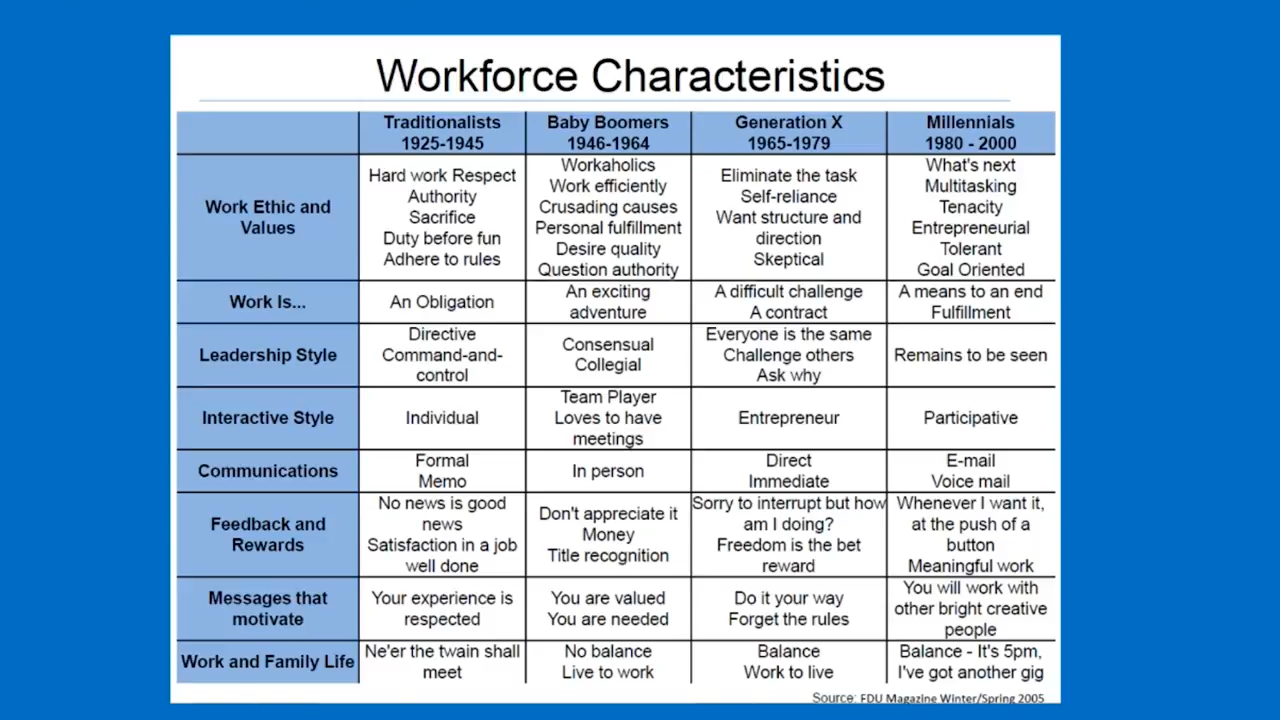 Workforce Characteristics
Traditionalists
1925-1945
Baby Boomers
1946-1964
Generation X
1965-1979
Millennials
1980 - 2000
Work Ethic and
Values
Hard work Respect
Authority
Sacrifice
Duty before fun
Adhere to rules
Workaholics
Work efficiently
Crusading causes
Personal fulfillment
Desire quality
Question authority
Eliminate the task
Self-reliance
Want structure and
direction
Skeptical
What's next
Multitasking
Tenacity
Entrepreneurial
Tolerant
Goal Oriented
Work Is...
An Obligation
An exciting
adventure
A difficult challenge
A contract
A means to an end
Fulfillment
Leadership Style
Directive
Command-and-
control
Consensual
Collegial
Everyone is the same
Challenge others
Ask why
Remains to be seen
Interactive Style
Individual
Team Player
Loves to have
meetings
Entrepreneur
Participative
Communications
Formal
Memo
In person
Direct
Immediate
E-mail
Voice mail
Feedback and
Rewards
No news is good
news
Satisfaction in a job
well done
Don't appreciate it
Money
Title recognition
Sorry to interrupt but how
am I doing?
Freedom is the bet
reward
Whenever I want it,
at the push of a
button
Meaningful work
Messages that
motivate
Your experience is
respected
You are valued
You are needed
Do it your way
Forget the rules
You will work with
other bright creative
people
Work and Family Life
Ne'er the twain shall
meet
No balance
Live to work
Balance
Work to live
Balance - It's 5pm,
I've got another gig
Source: FDU Magazine Winter/Spring 2005